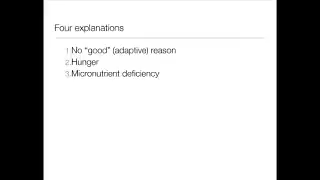 Four explanations
1. No “good” (adaptive) reason
2. Hunger
3. Micronutrient deficiency